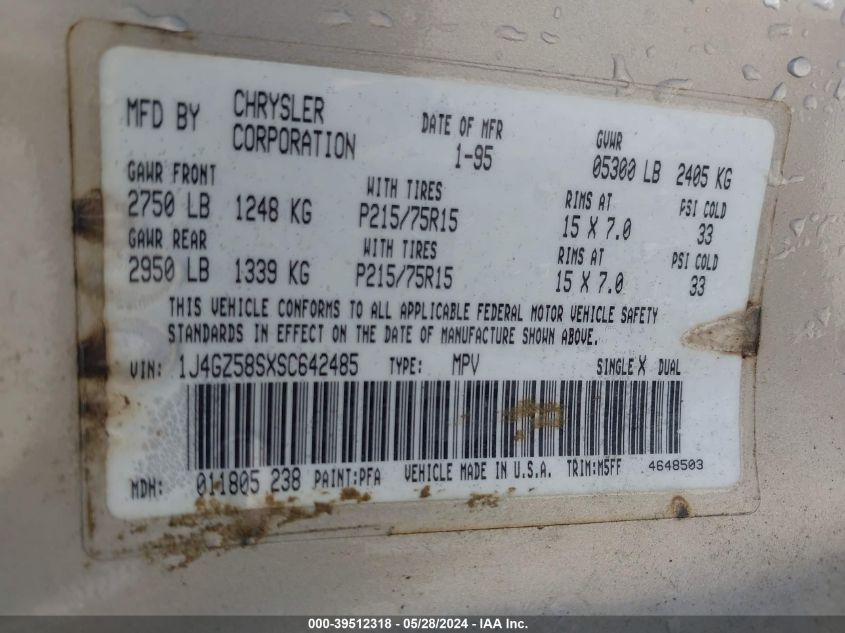 MFD BY CHRYSLER CORPORATION DATE OF MFR 1-95 GVWR 05300 LB 2405 KG
GAWR FRONT WITH TIRES RIMS AT PSI COLD
2750 LB 1248 KG P215/75R15 15 X 7.0 33
GAWR REAR WITH TIRES RIMS AT PSI COLD
2950 LB 1339 KG P215/75R15 15 X 7.0 33
THIS VEHICLE CONFORMS TO ALL APPLICABLE FEDERAL MOTOR VEHICLE SAFETY
STANDARDS IN EFFECT ON THE DATE OF MANUFACTURE SHOWN ABOVE.
VIN: 1J4GZ58SXSC642485 TYPE: MPV SINGLE X DUAL
MDH: 011805 238 PAINT:PFA VEHICLE MADE IN U.S.A. TRIM:M5FF 4648503
000-39512318 - 05/28/2024 - IAA Inc.